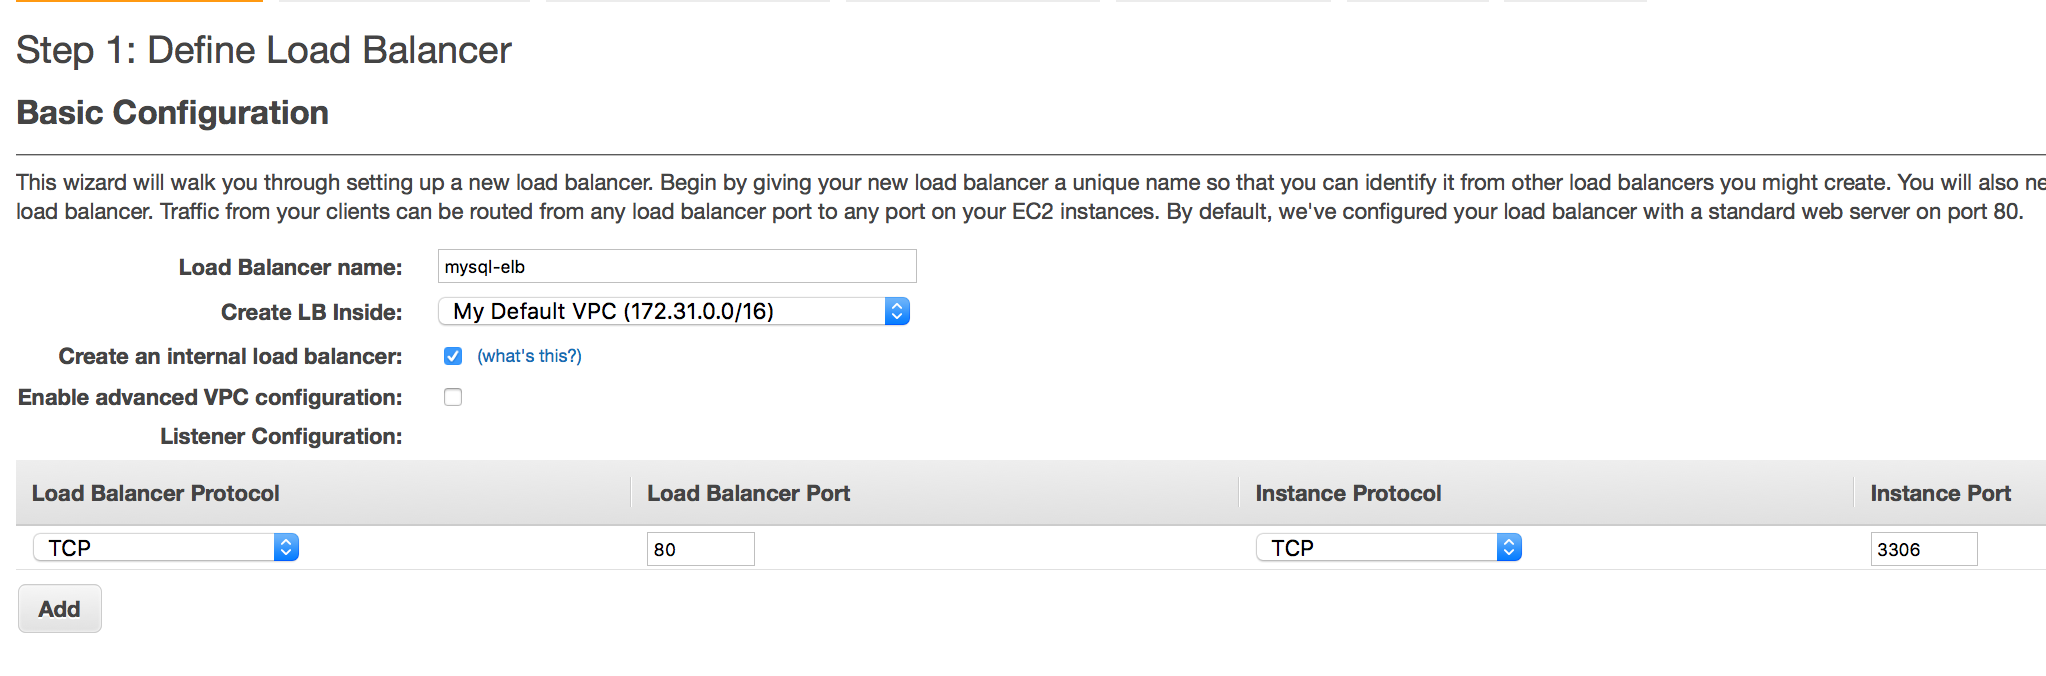 Step 1: Define Load Balancer
Basic Configuration
This wizard will walk you through setting up a new load balancer. Begin by giving your new load balancer a unique name so that you can identify it from other load balancers you might create. You will also
load balancer. Traffic from your clients can be routed from any load balancer port to any port on your EC2 instances. By default, we've configured your load balancer with a standard web server on port 80.
Load Balancer name: mysql-elb
Create LB Inside: My Default VPC (172.31.0.0/16)
Create an internal load balancer: (what's this?)
Enable advanced VPC configuration:
Listener Configuration:
Load Balancer Protocol Load Balancer Port Instance Protocol Instance Port
TCP 80 TCP 3306
Add